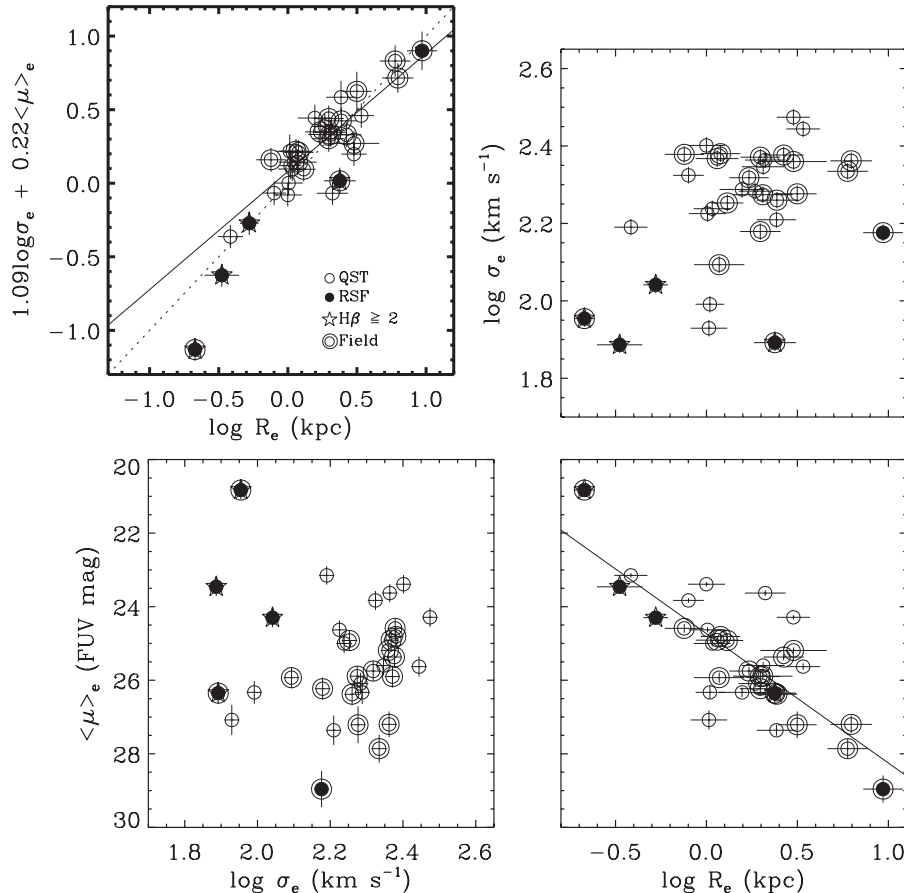 1.0
0.5
0.0
−0.5
−1.0
1.09logσe + 0.22<μ>e
QST
RSF
Hβ ≧ 2
Field
−1.0 −0.5 0.0 0.5 1.0
log Re (kpc)
2.6
2.4
2.2
2.0
1.8
log σe (km s−1)
20
22
24
26
28
30
<μ>e (FUV mag)
1.8 2.0 2.2 2.4 2.6
log σe (km s−1)
−0.5 0.0 0.5 1.0
log Re (kpc)